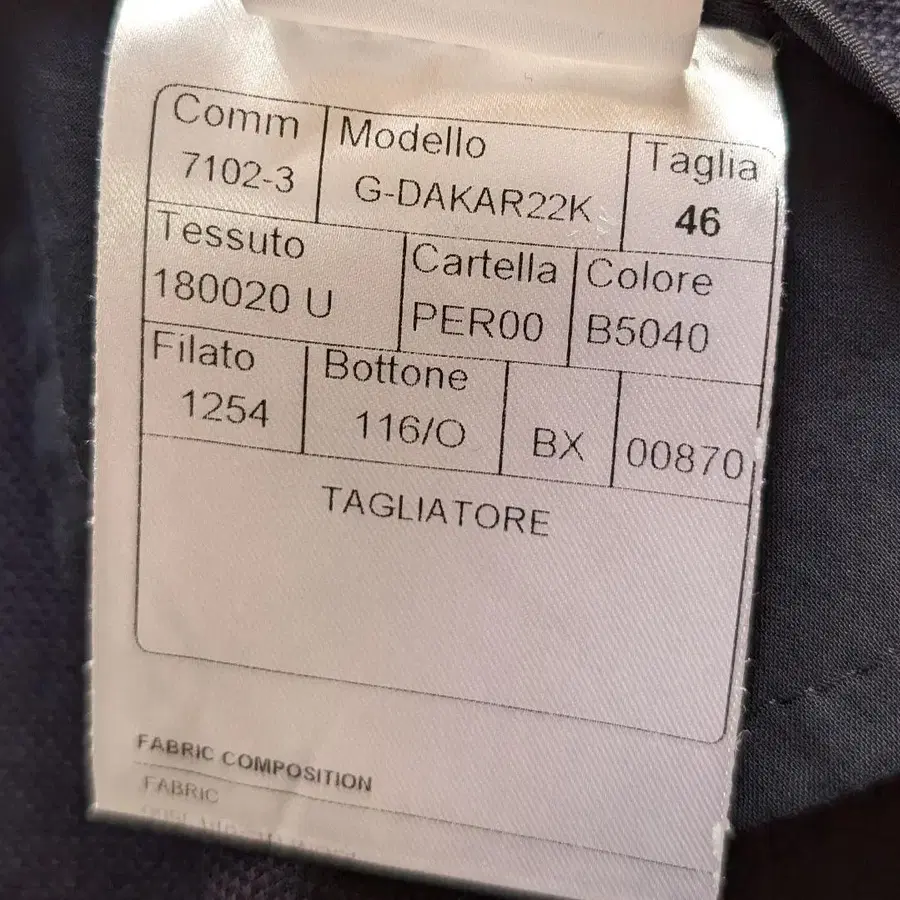 Comm Modello Taglia
7102-3 G-DAKAR22K 46
Tessuto Cartella Colore
180020 U PER00 B5040
Filato Bottone
1254 116/O BX 00870
TAGLIATORE
FABRIC COMPOSITION
FABRIC